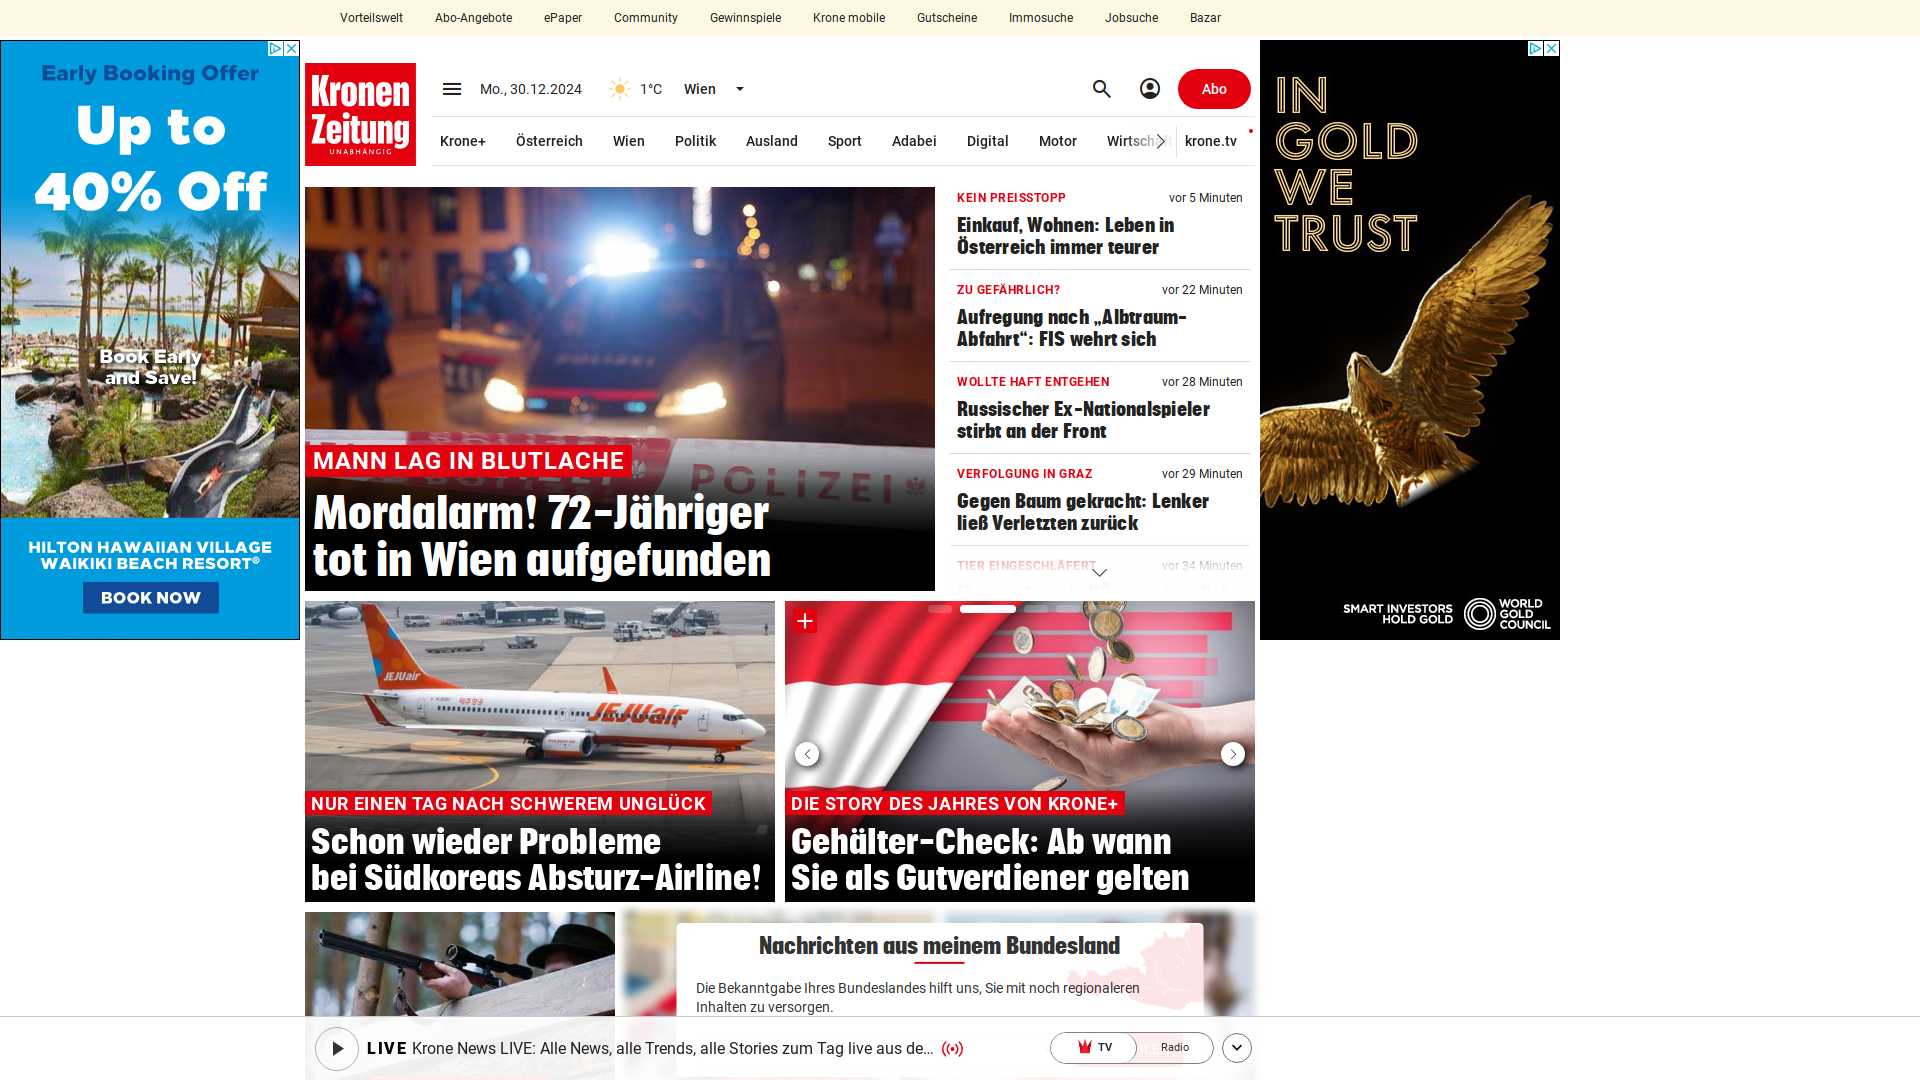 Vorteilswelt Abo-Angebote ePaper Community Gewinnspiele Krone mobile Gutscheine Immosuche Jobsuche Bazar
Early Booking Offer
Up to
40% Off
Book Early
and Save!
HILTON HAWAIIAN VILLAGE
WAIKIKI BEACH RESORT®
BOOK NOW
Kronen
Zeitung
UNABHÄNGIG
Mo., 30.12.2024 1°C Wien Abo
Krone+ Österreich Wien Politik Ausland Sport Adabei Digital Motor Wirtschaft krone.tv
POLIZEI
MANN LAG IN BLUTLACHE
Mordalarm! 72-Jähriger
tot in Wien aufgefunden
KEIN PREISSTOPP vor 5 Minuten
Einkauf, Wohnen: Leben in
Österreich immer teurer
ZU GEFÄHRLICH? vor 22 Minuten
Aufregung nach „Albtraum-
Abfahrt“: FIS wehrt sich
WOLLTE HAFT ENTGEHEN vor 28 Minuten
Russischer Ex-Nationalspieler
stirbt an der Front
VERFOLGUNG IN GRAZ vor 29 Minuten
Gegen Baum gekracht: Lenker
ließ Verletzten zurück
TIER EINGESCHLÄFERT vor 34 Minuten
IN
GOLD
WE
TRUST
SMART INVESTORS
HOLD GOLD
WORLD
GOLD
COUNCIL
JEJUair
JEJUair
NUR EINEN TAG NACH SCHWEREM UNGLÜCK
Schon wieder Probleme
bei Südkoreas Absturz-Airline!
DIE STORY DES JAHRES VON KRONE+
Gehälter-Check: Ab wann
Sie als Gutverdiener gelten
Nachrichten aus meinem Bundesland
Die Bekanntgabe Ihres Bundeslandes hilft uns, Sie mit noch regionaleren
Inhalten zu versorgen.
LIVE Krone News LIVE: Alle News, alle Trends, alle Stories zum Tag live aus de...
TV Radio